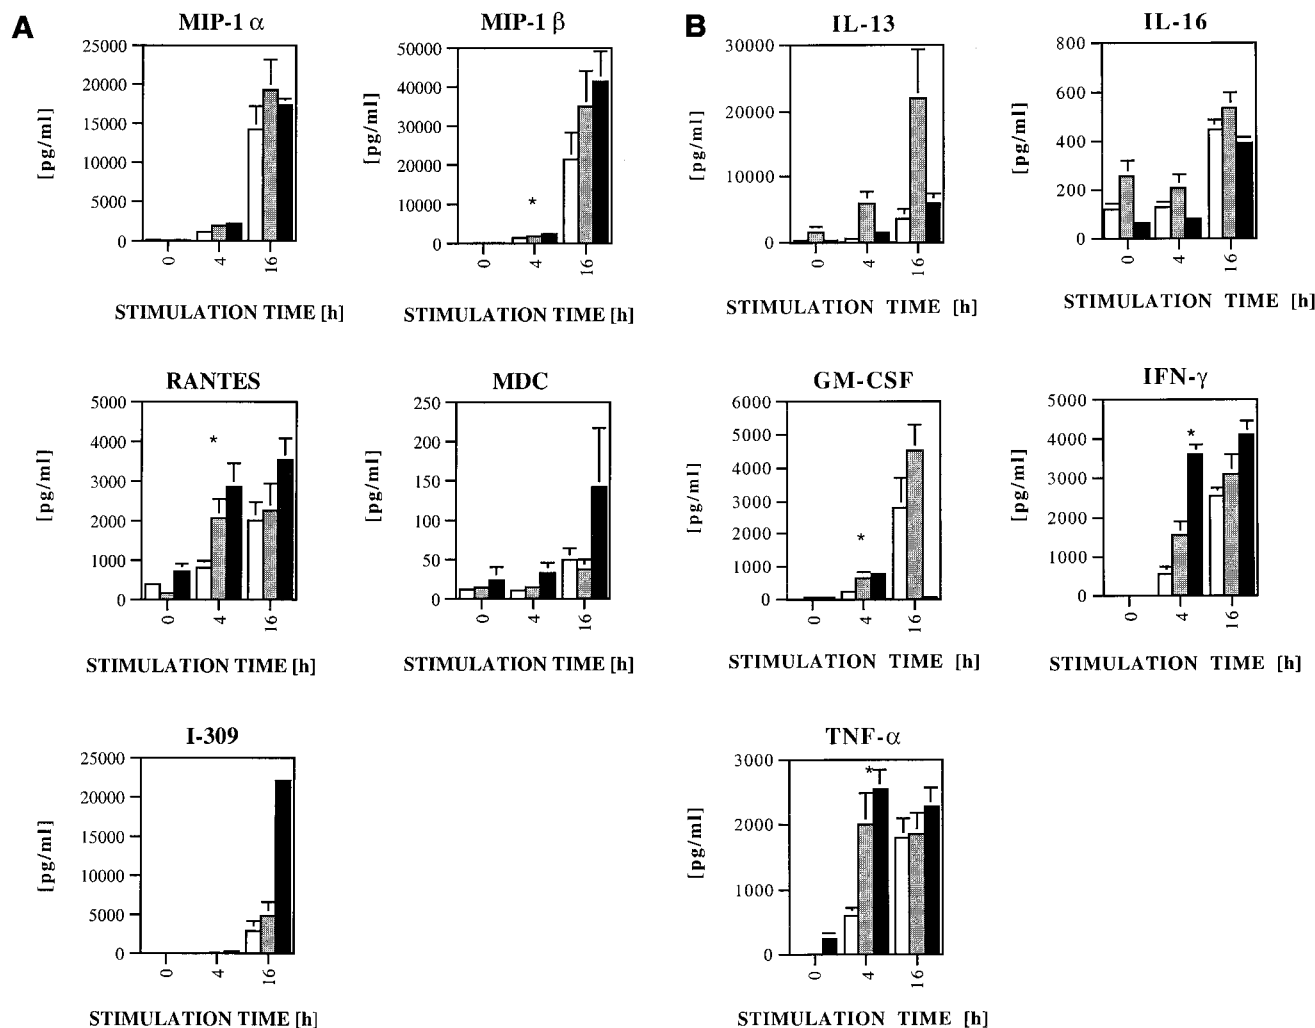 A
MIP-1 α
25000
20000
15000
10000
5000
0
[pg/ml]
0
4
16
STIMULATION TIME [h]
MIP-1 β
50000
40000
30000
20000
10000
0
[pg/ml]
*
0
4
16
STIMULATION TIME [h]
RANTES
5000
4000
3000
2000
1000
0
[pg/ml]
*
0
4
16
STIMULATION TIME [h]
MDC
250
200
150
100
50
0
[pg/ml]
0
4
16
STIMULATION TIME [h]
I-309
25000
20000
15000
10000
5000
0
[pg/ml]
0
4
16
STIMULATION TIME [h]
B
IL-13
30000
20000
10000
0
[pg/ml]
0
4
16
STIMULATION TIME [h]
IL-16
800
600
400
200
0
[pg/ml]
0
4
16
STIMULATION TIME [h]
GM-CSF
6000
5000
4000
3000
2000
1000
0
[pg/ml]
*
0
4
16
STIMULATION TIME [h]
IFN-γ
5000
4000
3000
2000
1000
0
[pg/ml]
*
0
4
16
STIMULATION TIME [h]
TNF-α
3000
2000
1000
0
[pg/ml]
*
0
4
16
STIMULATION TIME [h]